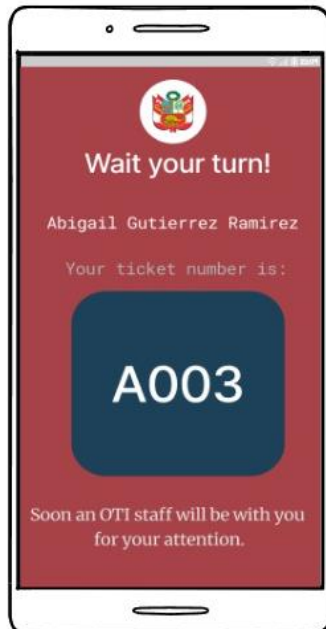 Wait your turn!
Abigail Gutierrez Ramirez
Your ticket number is:
A003
Soon an OTI staff will be with you
for your attention.